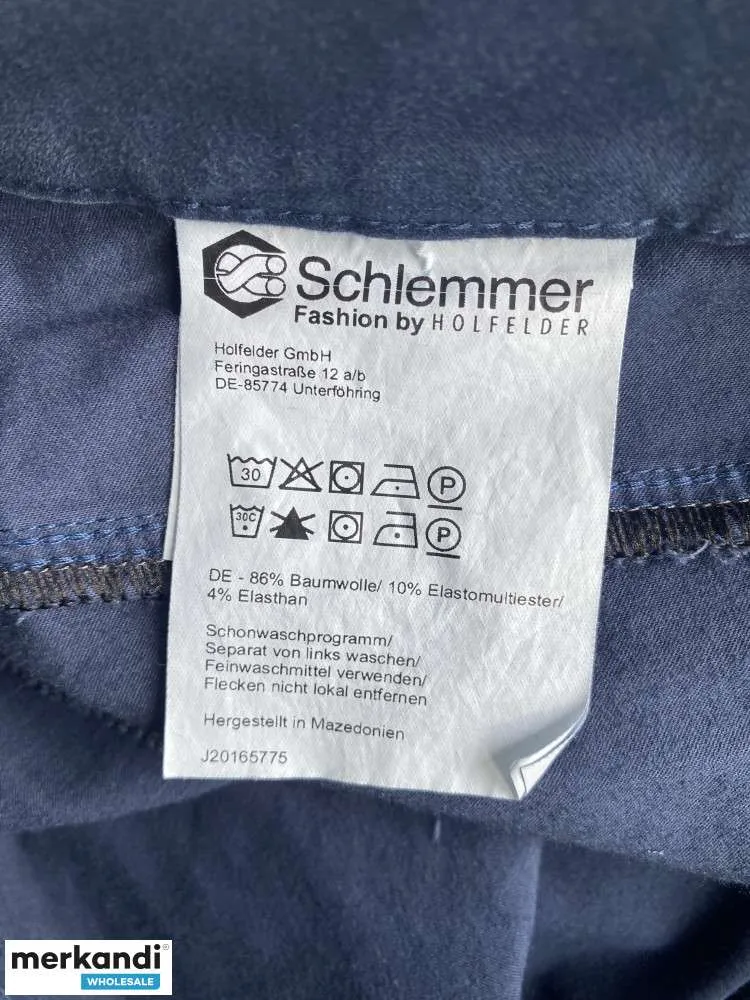 Schlemmer
Fashion by HOLFELDER
Holfelder GmbH
Feringastraße 12 a/b
DE-85774 Unterföhring
30 P
30C P
DE - 86% Baumwolle/ 10% Elastomultiester/
4% Elasthan
Schonwaschprogramm/
Separat von links waschen/
Feinwaschmittel verwenden/
Flecken nicht lokal entfernen
Hergestellt in Mazedonien
J20165775
merkandi®
WHOLESALE